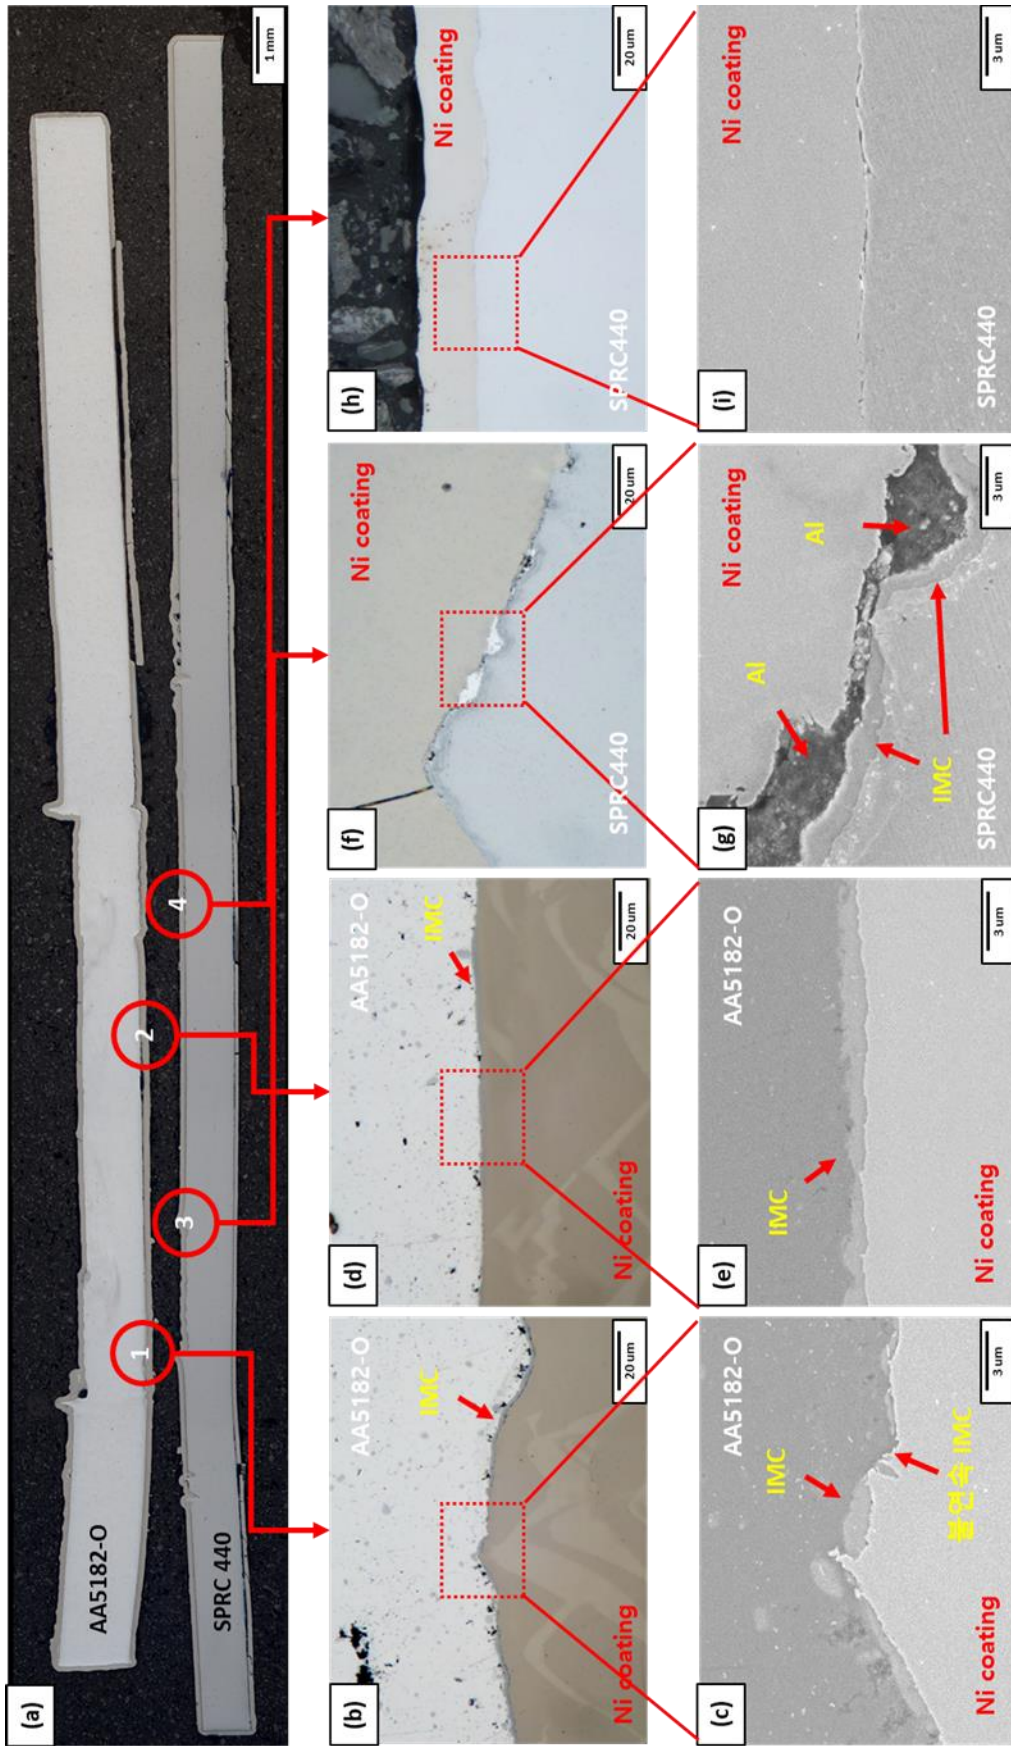 (a)
AA5182-O
SPRC 440
1
2
3
4
1 mm
(b)
AA5182-O
IMC
Ni coating
20 um
(d)
AA5182-O
IMC
Ni coating
20 um
(f)
Ni coating
SPRC440
20 um
(h)
Ni coating
SPRC440
20 um
(c)
AA5182-O
IMC
불연속 IMC
Ni coating
3 um
(e)
AA5182-O
IMC
Ni coating
3 um
(g)
Ni coating
Al
Al
IMC
SPRC440
3 um
(i)
Ni coating
SPRC440
3 um